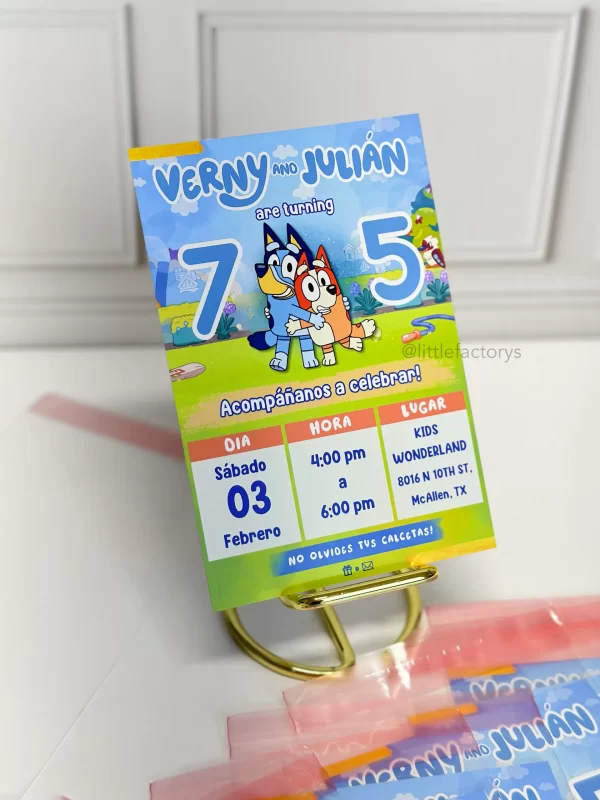 VERNY AND JULIÁN
are turning
7 5
@littlefactorys
Acompáñanos a celebrar!
DIA
Sábado
03
Febrero
HORA
4:00 pm
a
6:00 pm
LUGAR
KIDS
WONDERLAND
8016 N 10TH ST,
McAllen, TX
NO OLVIDES TUS CALCETAS!
o
VERNY AND JULIÁN